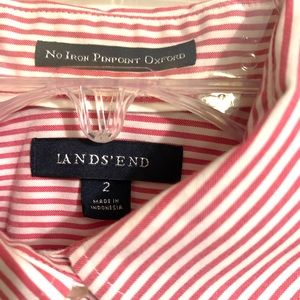 No Iron Pinpoint Oxford
LANDS' END
2
MADE IN
INDONESIA